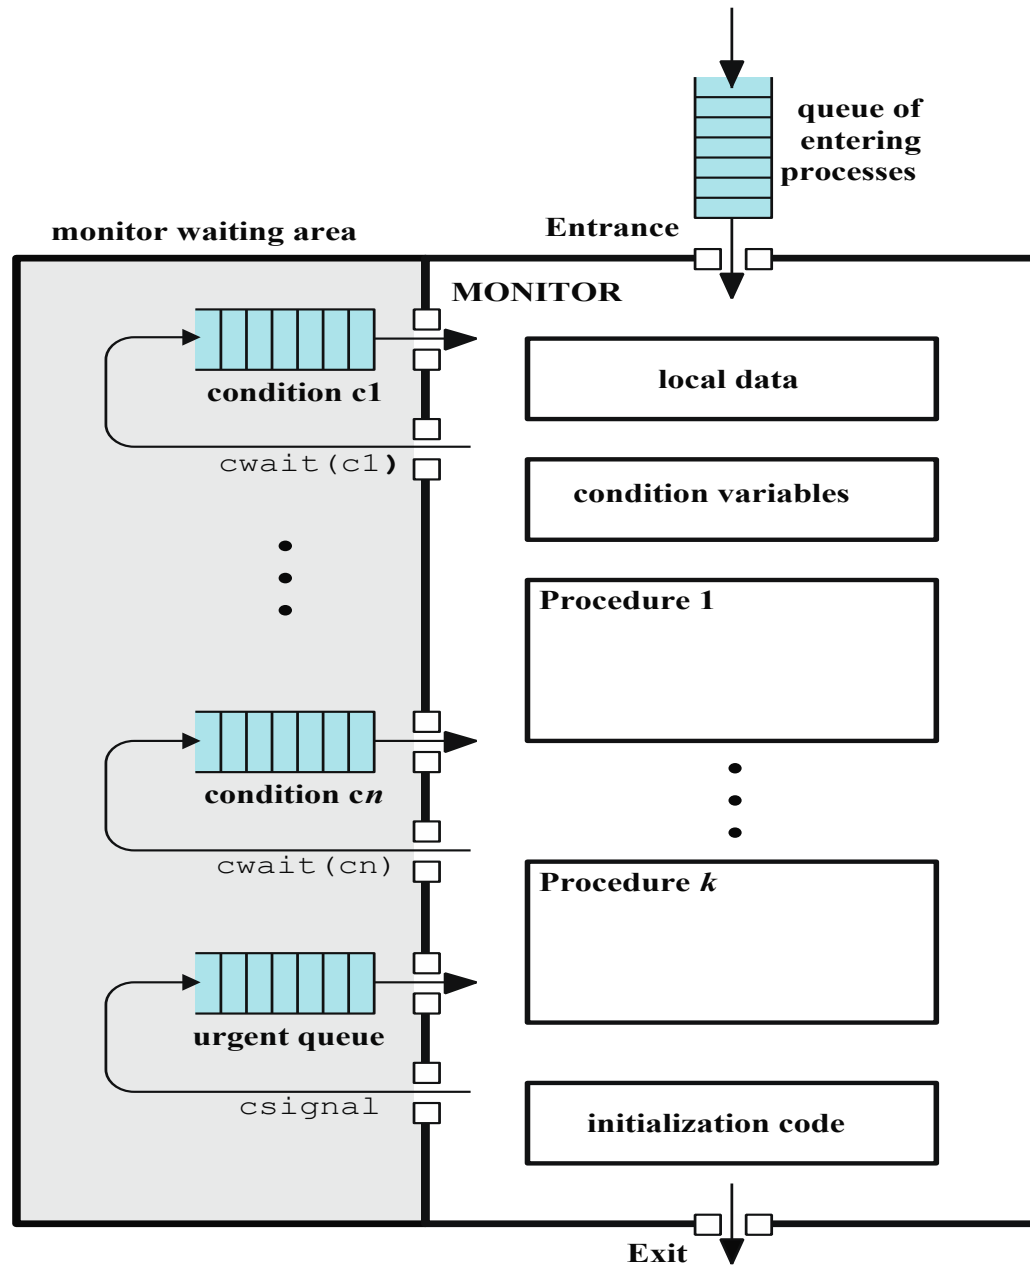 queue of
entering
processes
Entrance
monitor waiting area
MONITOR
local data
condition c1
cwait(c1)
condition variables
Procedure 1
condition cn
cwait(cn)
Procedure k
urgent queue
csignal
initialization code
Exit